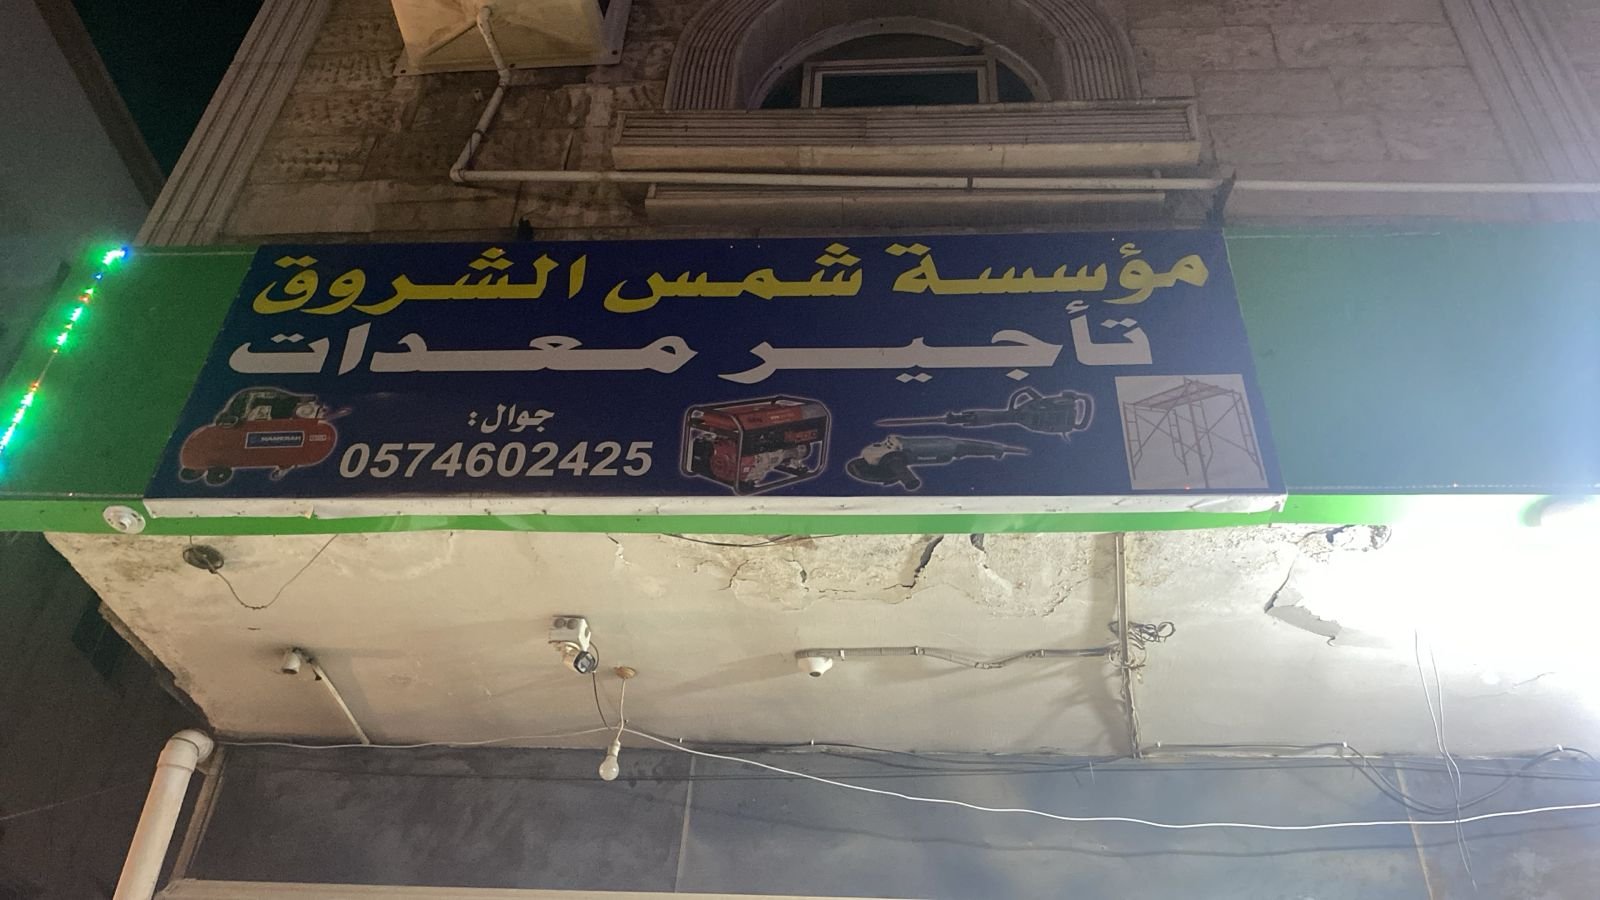 مؤسسة شمس الشروق
تأجير معدات
جوال:
0574602425